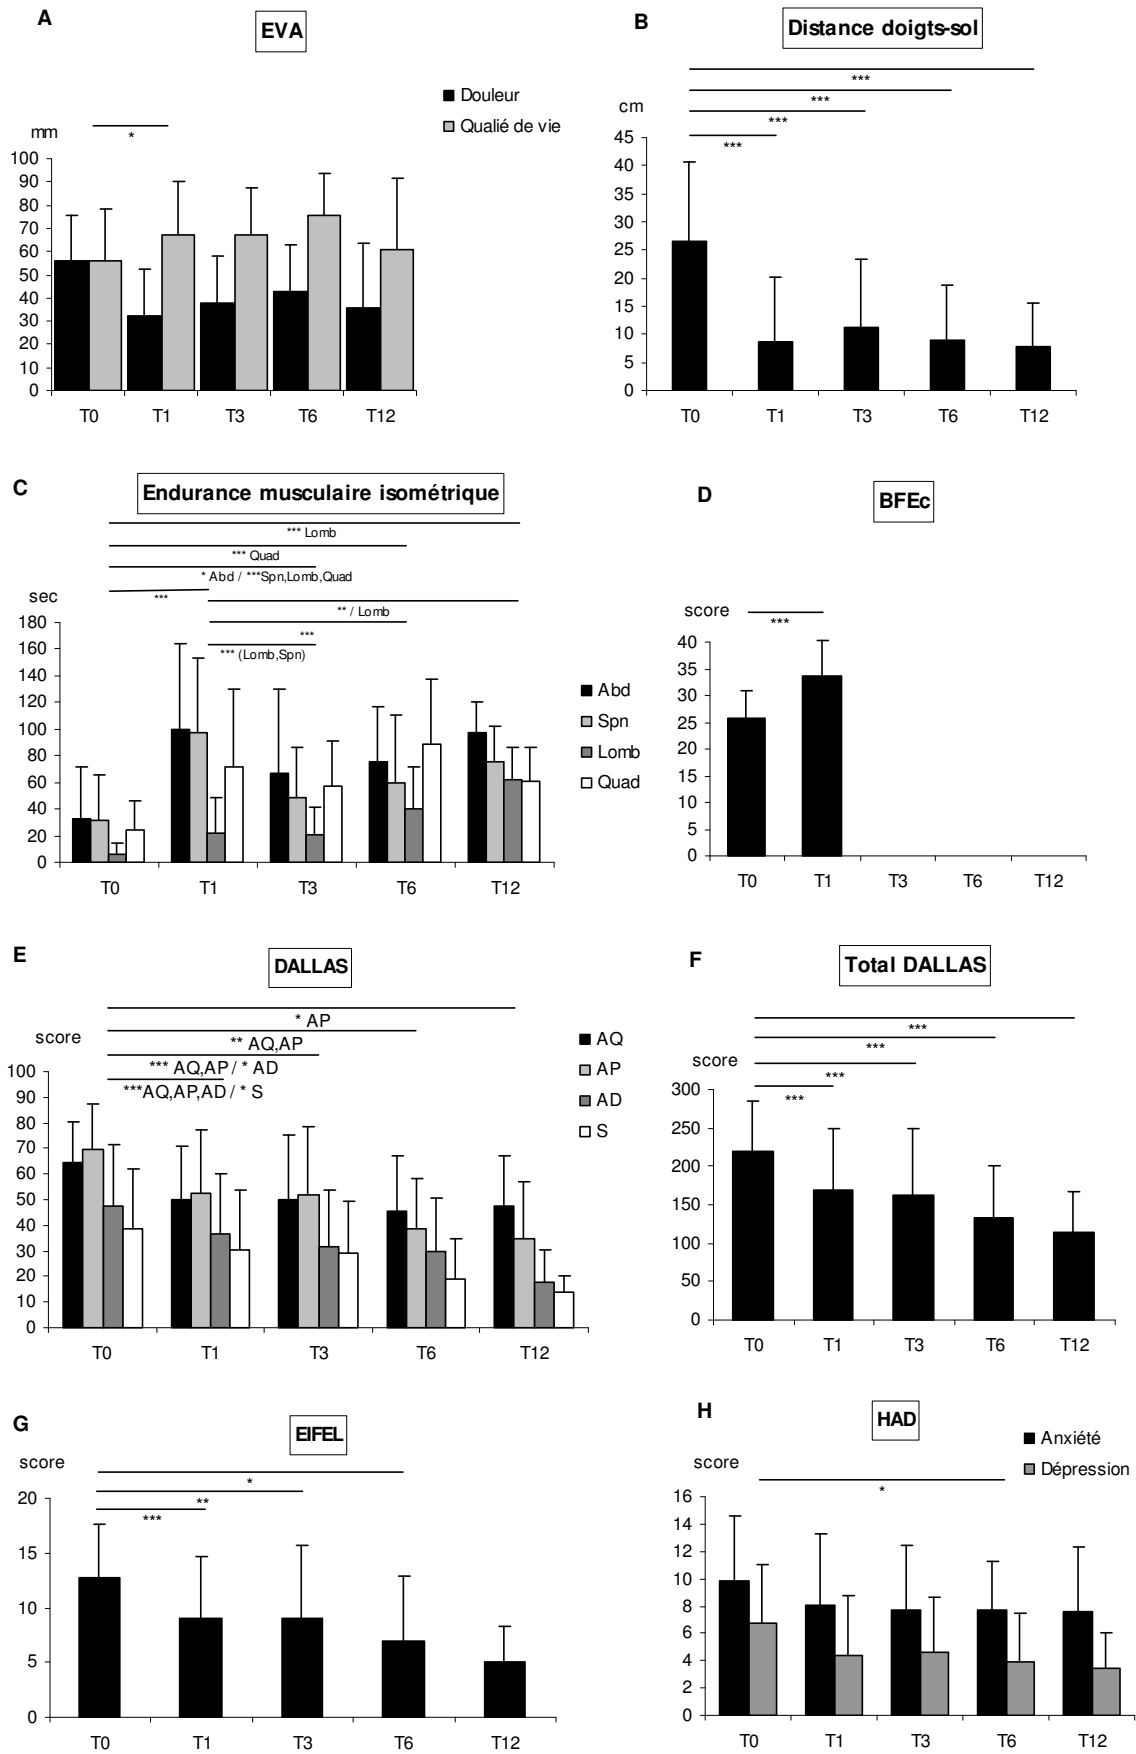 A
EVA
Douleur
Qualié de vie
mm
*
100
90
80
70
60
50
40
30
20
10
0
T0 T1 T3 T6 T12
B
Distance doigts-sol
cm
***
***
***
***
45
40
35
30
25
20
15
10
5
0
T0 T1 T3 T6 T12
C
Endurance musculaire isométrique
*** Lomb
*** Quad
* Abd / ***Spn,Lomb,Quad
***
sec
** / Lomb
***
*** (Lomb,Spn)
180
160
140
120
100
80
60
40
20
0
T0 T1 T3 T6 T12
Abd
Spn
Lomb
Quad
D
BFEc
score
***
40
35
30
25
20
15
10
5
0
T0 T1 T3 T6 T12
E
DALLAS
score
* AP
** AQ,AP
*** AQ,AP / * AD
***AQ,AP,AD / * S
100
90
80
70
60
50
40
30
20
10
0
T0 T1 T3 T6 T12
AQ
AP
AD
S
F
Total DALLAS
score
***
***
***
***
300
250
200
150
100
50
0
T0 T1 T3 T6 T12
G
EIFEL
score
*
**
***
20
15
10
5
0
T0 T1 T3 T6 T12
H
HAD
Anxiété
Dépression
score
*
16
14
12
10
8
6
4
2
0
T0 T1 T3 T6 T12